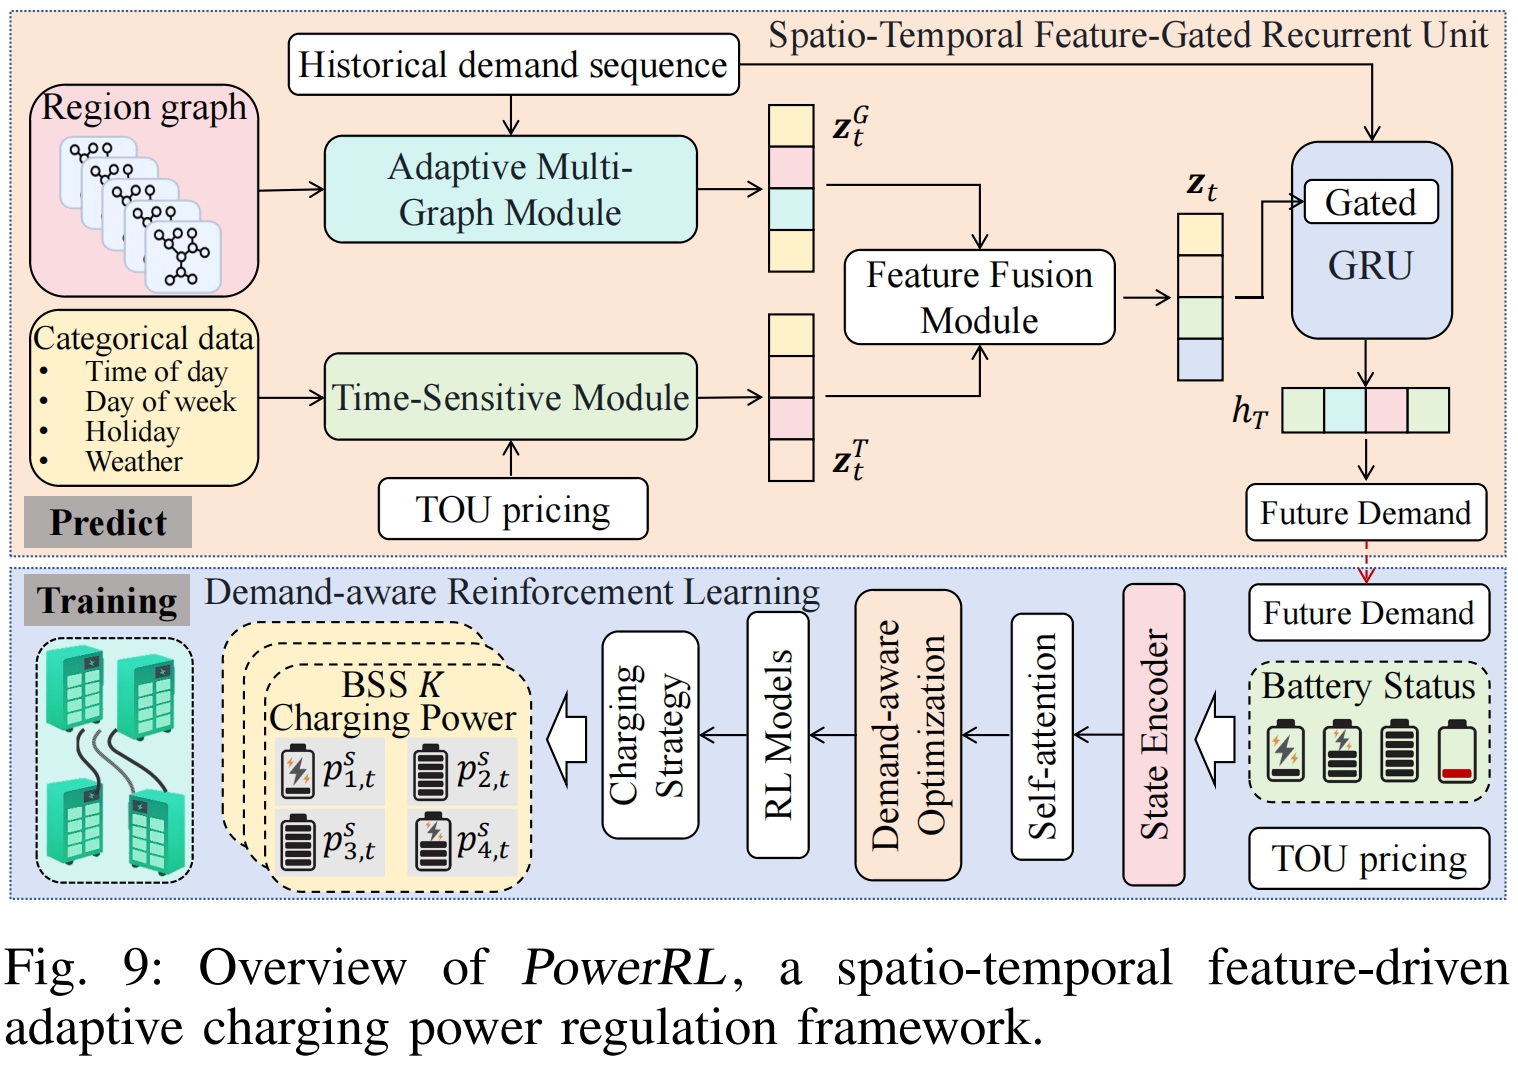 Spatio-Temporal Feature-Gated Recurrent Unit
Historical demand sequence
Region graph
Adaptive Multi-
Graph Module
z_t^G
Categorical data
• Time of day
• Day of week
• Holiday
• Weather
Time-Sensitive Module
TOU pricing
z_t^T
Feature Fusion
Module
z_t
Gated
GRU
h_T
Future Demand
Predict
Training
Demand-aware Reinforcement Learning
Future Demand
Battery Status
TOU pricing
State Encoder
Self-attention
Demand-aware
Optimization
RL Models
Charging
Strategy
BSS K
Charging Power
p_{1,t}^s
p_{2,t}^s
p_{3,t}^s
p_{4,t}^s
Fig. 9: Overview of PowerRL, a spatio-temporal feature-driven
adaptive charging power regulation framework.